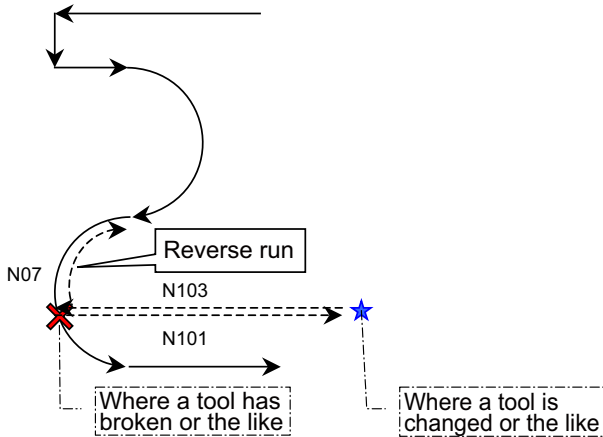 Reverse run
N07
N103
N101
Where a tool has
broken or the like
Where a tool is
changed or the like